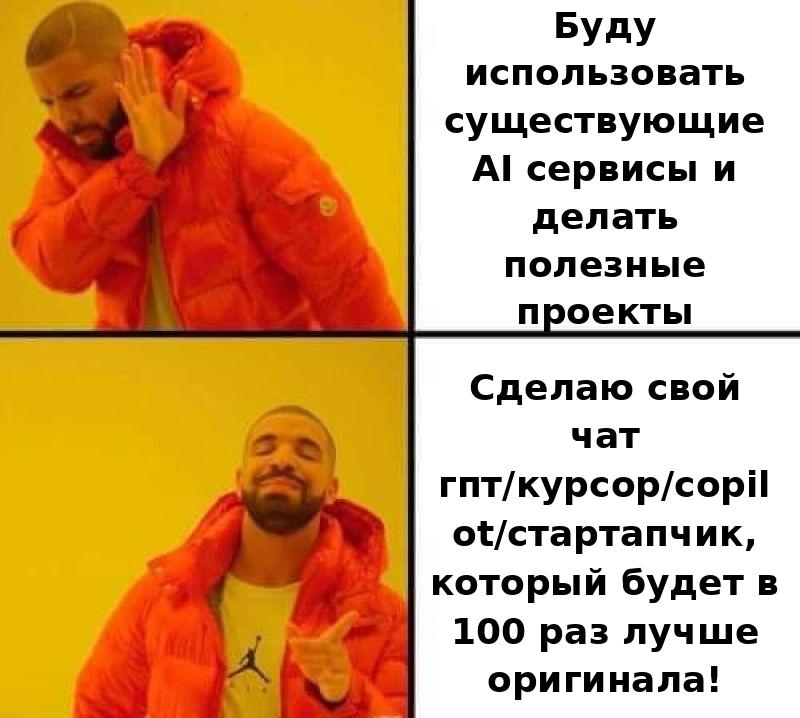 Буду
использовать
существующие
AI сервисы и
делать
полезные
проекты
Сделаю свой
чат
гпт/курсор/copil
ot/стартапчик,
который будет в
100 раз лучше
оригинала!